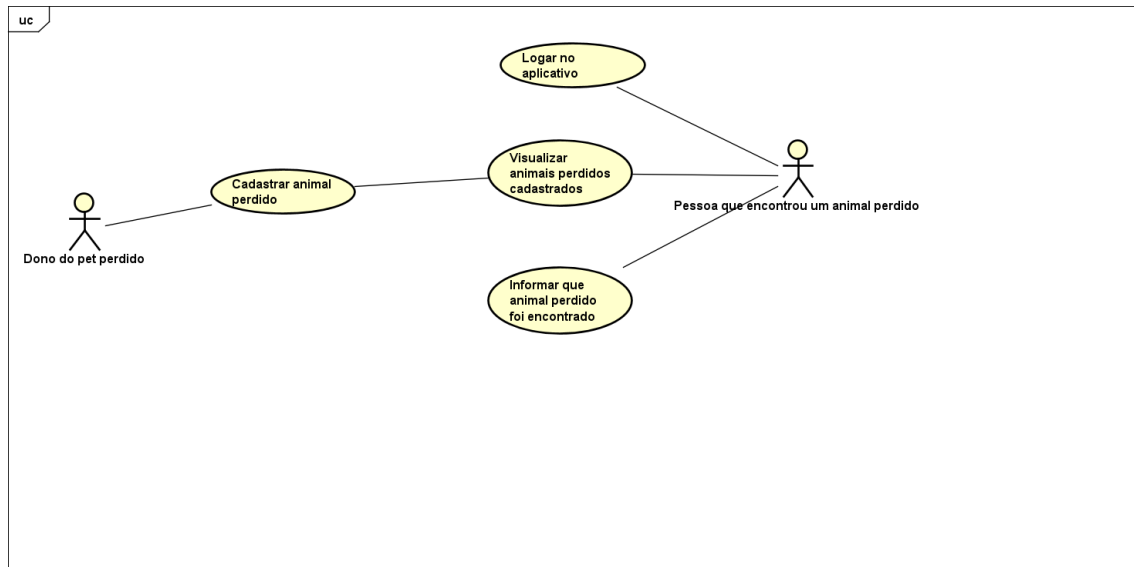 uc
Logar no
aplicativo
Visualizar
animais perdidos
cadastrados
Cadastrar animal
perdido
Pessoa que encontrou um animal perdido
Dono do pet perdido
Informar que
animal perdido
foi encontrado